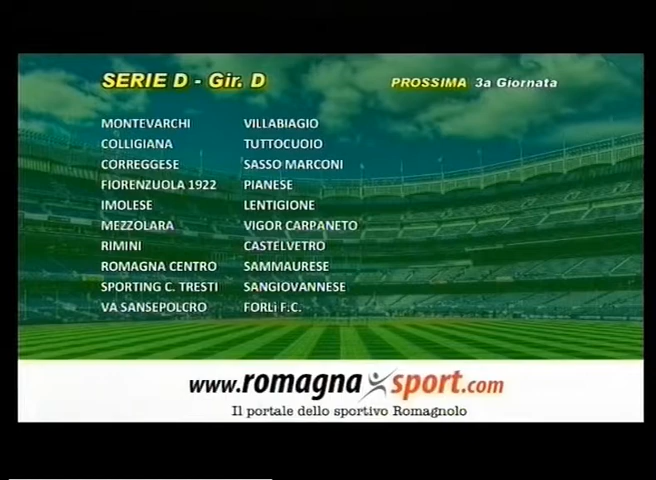 SERIE D - Gir. D PROSSIMA 3a Giornata
MONTEVARCHI VILLABIAGIO
COLLIGIANA TUTTOCUOIO
CORREGGESE SASSO MARCONI
FIORENZUOLA 1922 PIANESE
IMOLESE LENTIGIONE
MEZZOLARA VIGOR CARPANETO
RIMINI CASTELVETRO
ROMAGNA CENTRO SAMMAURESE
SPORTING C. TRESTI SANGIOVANNESE
VA SANSEPOLCRO FORLì F.C.
www.romagnasport.com
Il portale dello sportivo Romagnolo